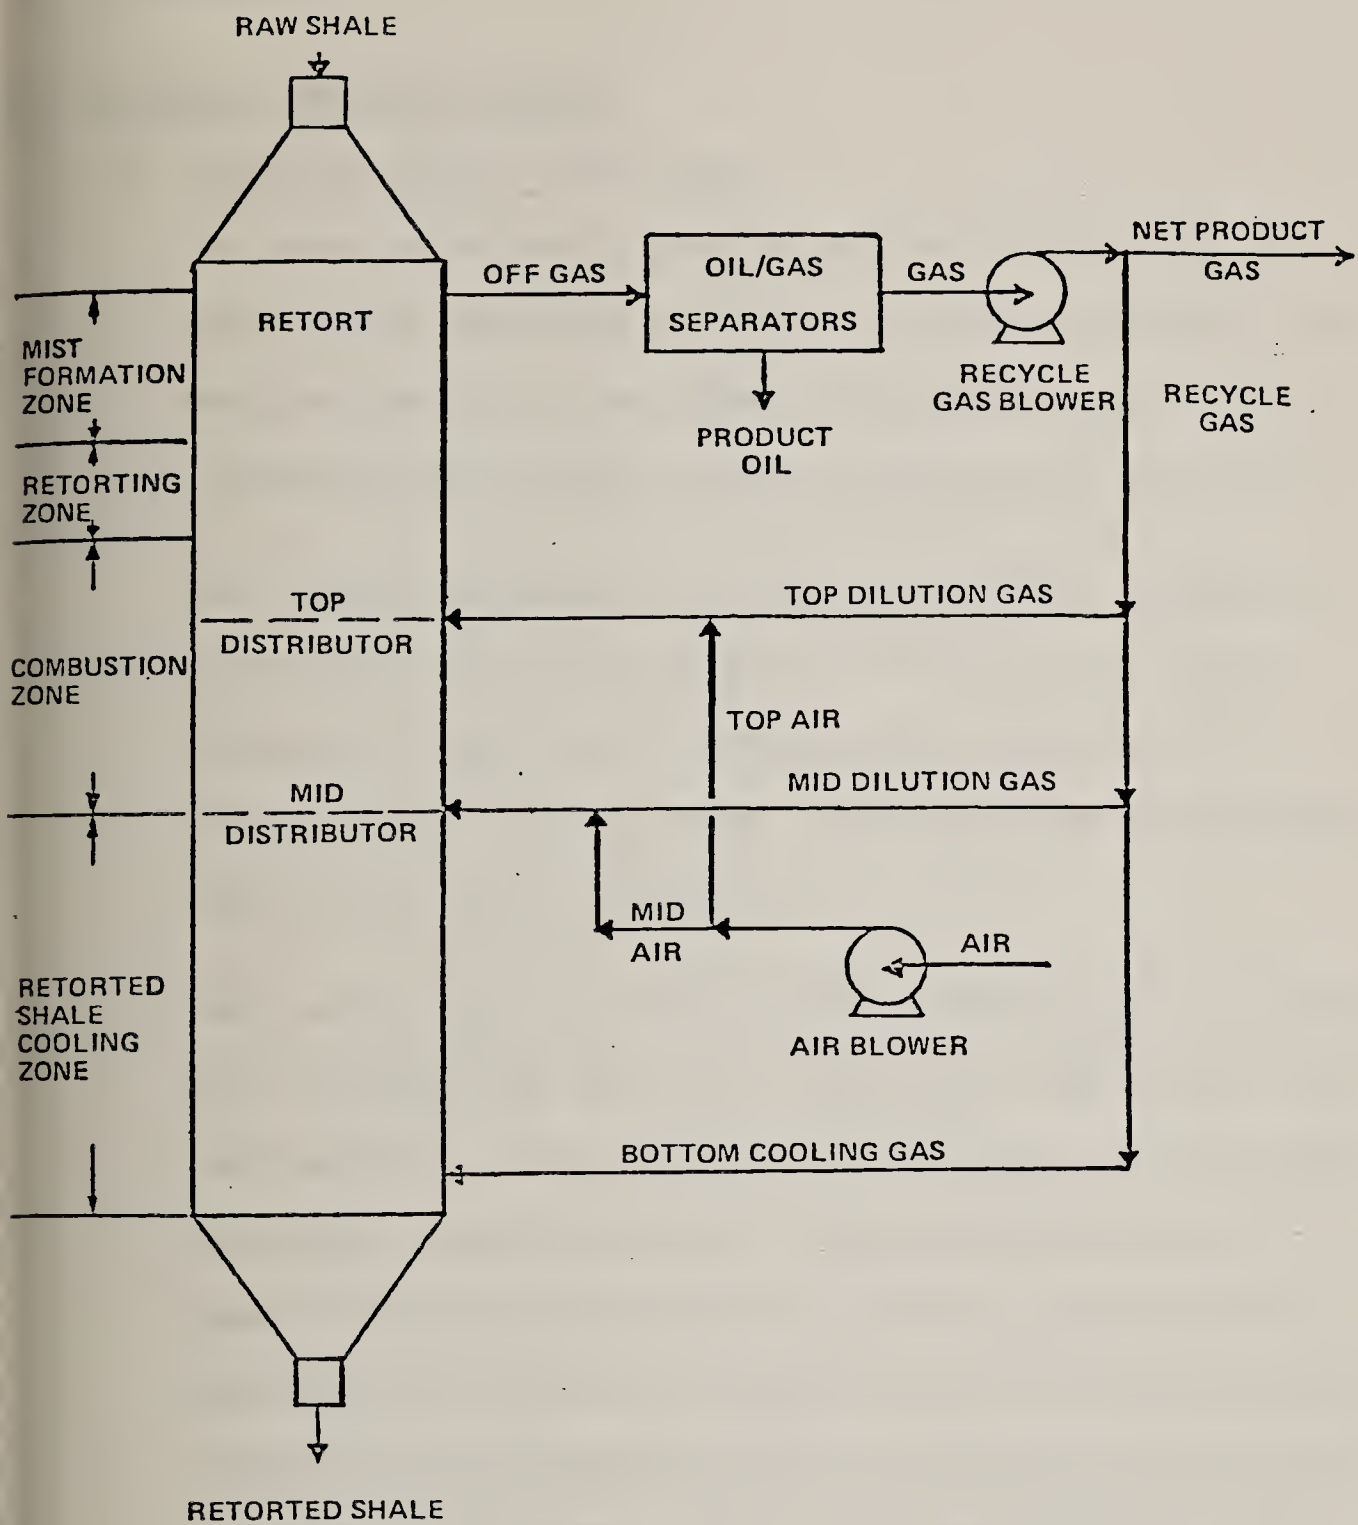 RAW SHALE
RETORT
OFF GAS
OIL/GAS
SEPARATORS
GAS
NET PRODUCT
GAS
RECYCLE
GAS BLOWER
RECYCLE
GAS
PRODUCT
OIL
MIST
FORMATION
ZONE
RETORTING
ZONE
COMBUSTION
ZONE
RETORTED
SHALE
COOLING
ZONE
TOP
DISTRIBUTOR
TOP DILUTION GAS
TOP AIR
MID
DISTRIBUTOR
MID DILUTION GAS
MID
AIR
AIR
AIR BLOWER
BOTTOM COOLING GAS
RETORTED SHALE